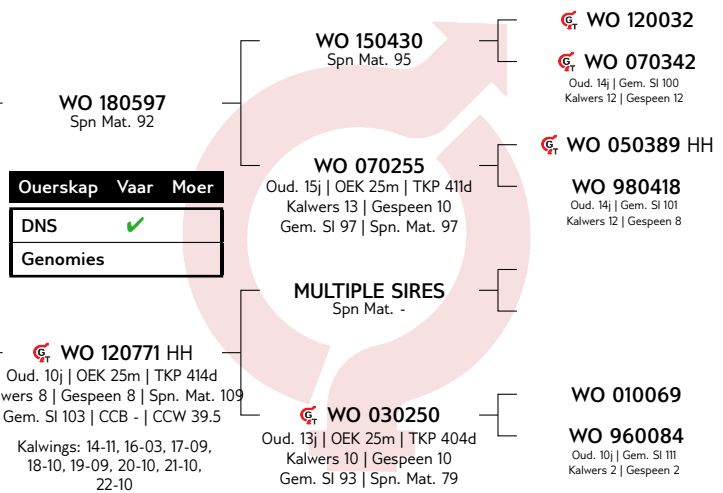 WO 180597
Spn Mat. 92
WO 150430
Spn Mat. 95
G T WO 120032
G T WO 070342
Oud. 14j | Gem. SI 100
Kalwers 12 | Gespeen 12
WO 070255
Oud. 15j | OEK 25m | TKP 411d
Kalwers 13 | Gespeen 10
Gem. SI 97 | Spn. Mat. 97
G T WO 050389 HH
WO 980418
Oud. 14j | Gem. SI 101
Kalwers 12 | Gespeen 8
Ouerskap Vaar Moer
DNS ✔
Genomies
MULTIPLE SIRES
Spn Mat. -
G T WO 120771 HH
Oud. 10j | OEK 25m | TKP 414d
wers 8 | Gespeen 8 | Spn. Mat. 109
Gem. SI 103 | CCB - | CCW 39.5
Kalwings: 14-11, 16-03, 17-09,
18-10, 19-09, 20-10, 21-10,
22-10
G T WO 030250
Oud. 13j | OEK 25m | TKP 404d
Kalwers 10 | Gespeen 10
Gem. SI 93 | Spn. Mat. 79
WO 010069
WO 960084
Oud. 10j | Gem. SI 111
Kalwers 2 | Gespeen 2